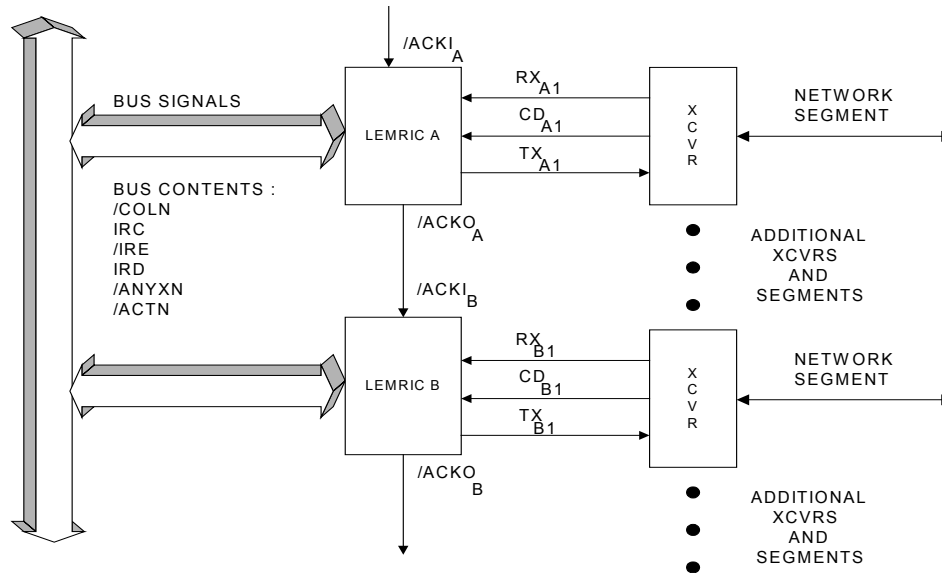 /ACKI A
BUS SIGNALS
LEMRIC A
RX A1
CD A1
TX A1
X
C
V
R
NETWORK
SEGMENT
BUS CONTENTS :
/COLN
IRC
/IRE
IRD
/ANYXN
/ACTN
/ACKO A
ADDITIONAL
XCVRS
AND
SEGMENTS
/ACKI B
LEMRIC B
RX B1
CD B1
TX B1
X
C
V
R
NETWORK
SEGMENT
/ACKO B
ADDITIONAL
XCVRS
AND
SEGMENTS